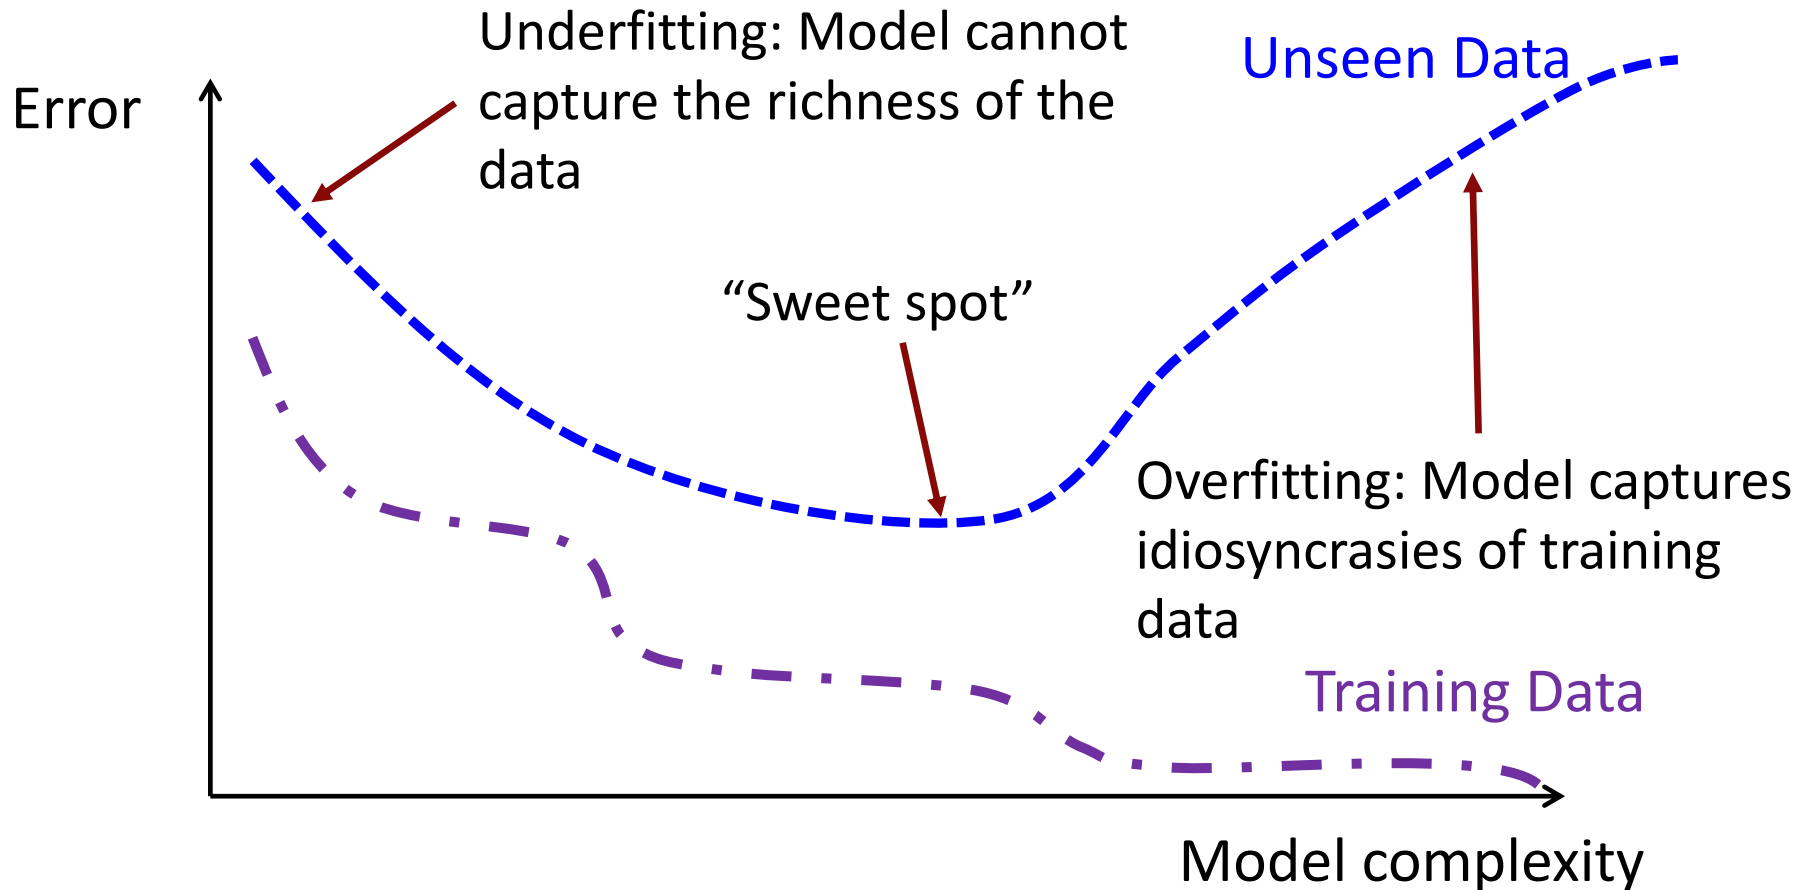 Underfitting: Model cannot
capture the richness of the
data
Unseen Data
Error
“Sweet spot”
Overfitting: Model captures
idiosyncrasies of training
data
Training Data
Model complexity